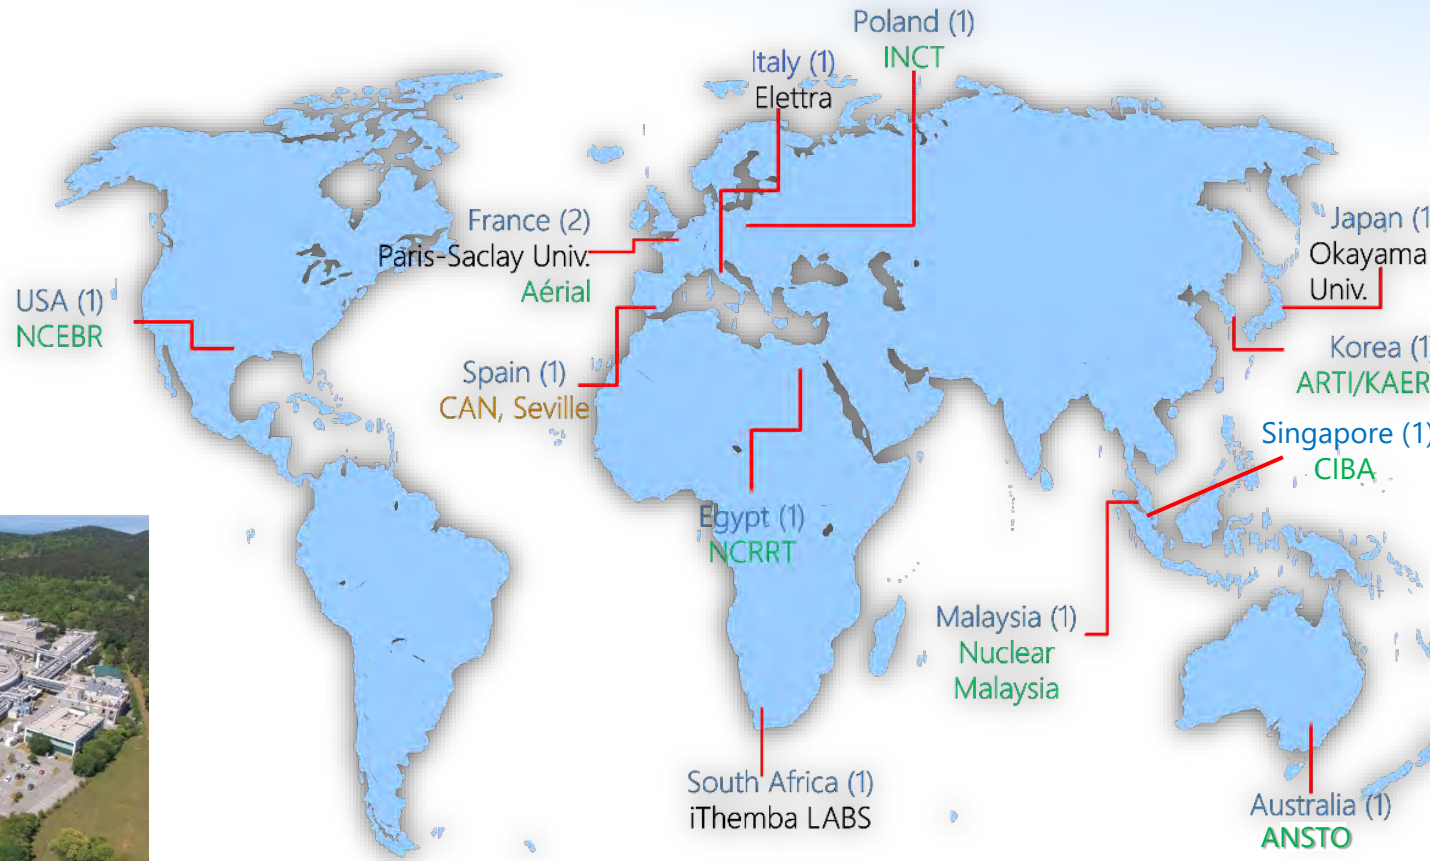 Poland (1)
INCT
Italy (1)
Elettra
France (2)
Paris-Saclay Univ.
Aérial
Japan (1
Okayama
Univ.
USA (1)
NCEBR
Korea (1)
ARTI/KAER
Spain (1)
CAN, Seville
Singapore (1)
CIBA
Egypt (1)
NCRRT
Malaysia (1)
Nuclear
Malaysia
South Africa (1)
iThemba LABS
Australia (1)
ANSTO